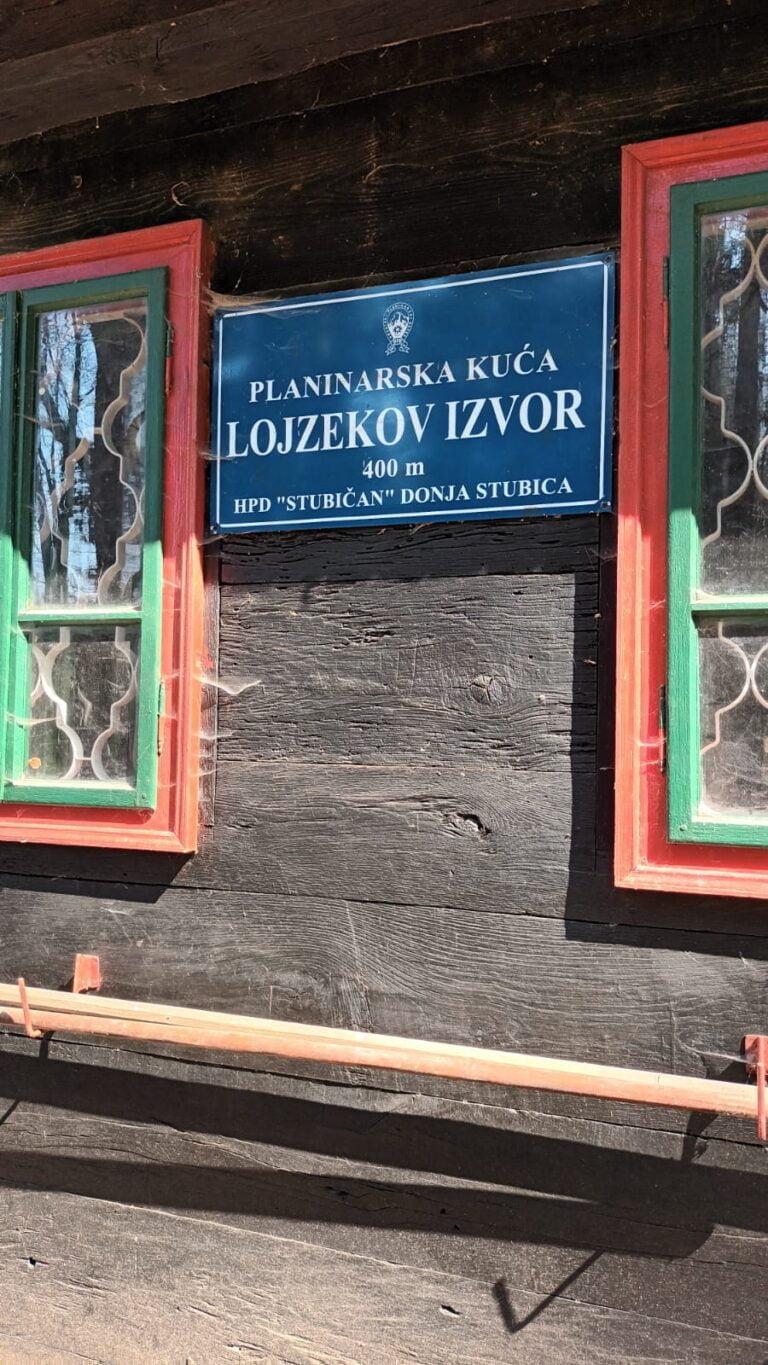 PLANINARSKA KUĆA
LOJZEKOV IZVOR
400 m
HPD "STUBIČAN" DONJA STUBICA